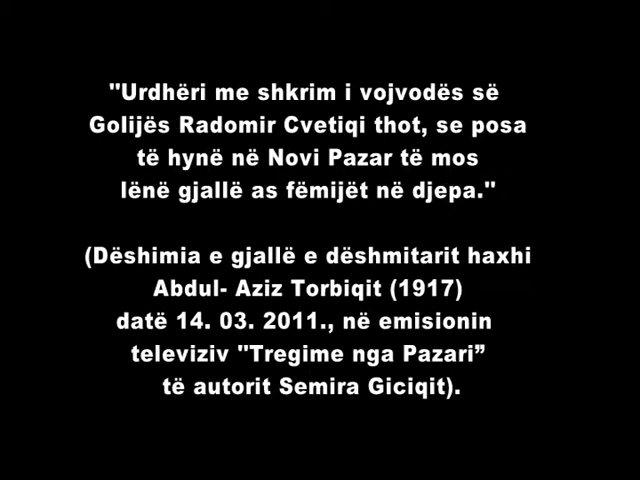 "Urdhëri me shkrim i vojvodës së
Golijës Radomir Cvetiqi thot, se posa
të hynë në Novi Pazar të mos
lënë gjallë as fëmijët në djepa."
(Dëshimia e gjallë e dëshmitarit haxhi
Abdul- Aziz Torbiqit (1917)
datë 14. 03. 2011., në emisionin
televiziv "Tregime nga Pazari”
të autorit Semira Giciqit).